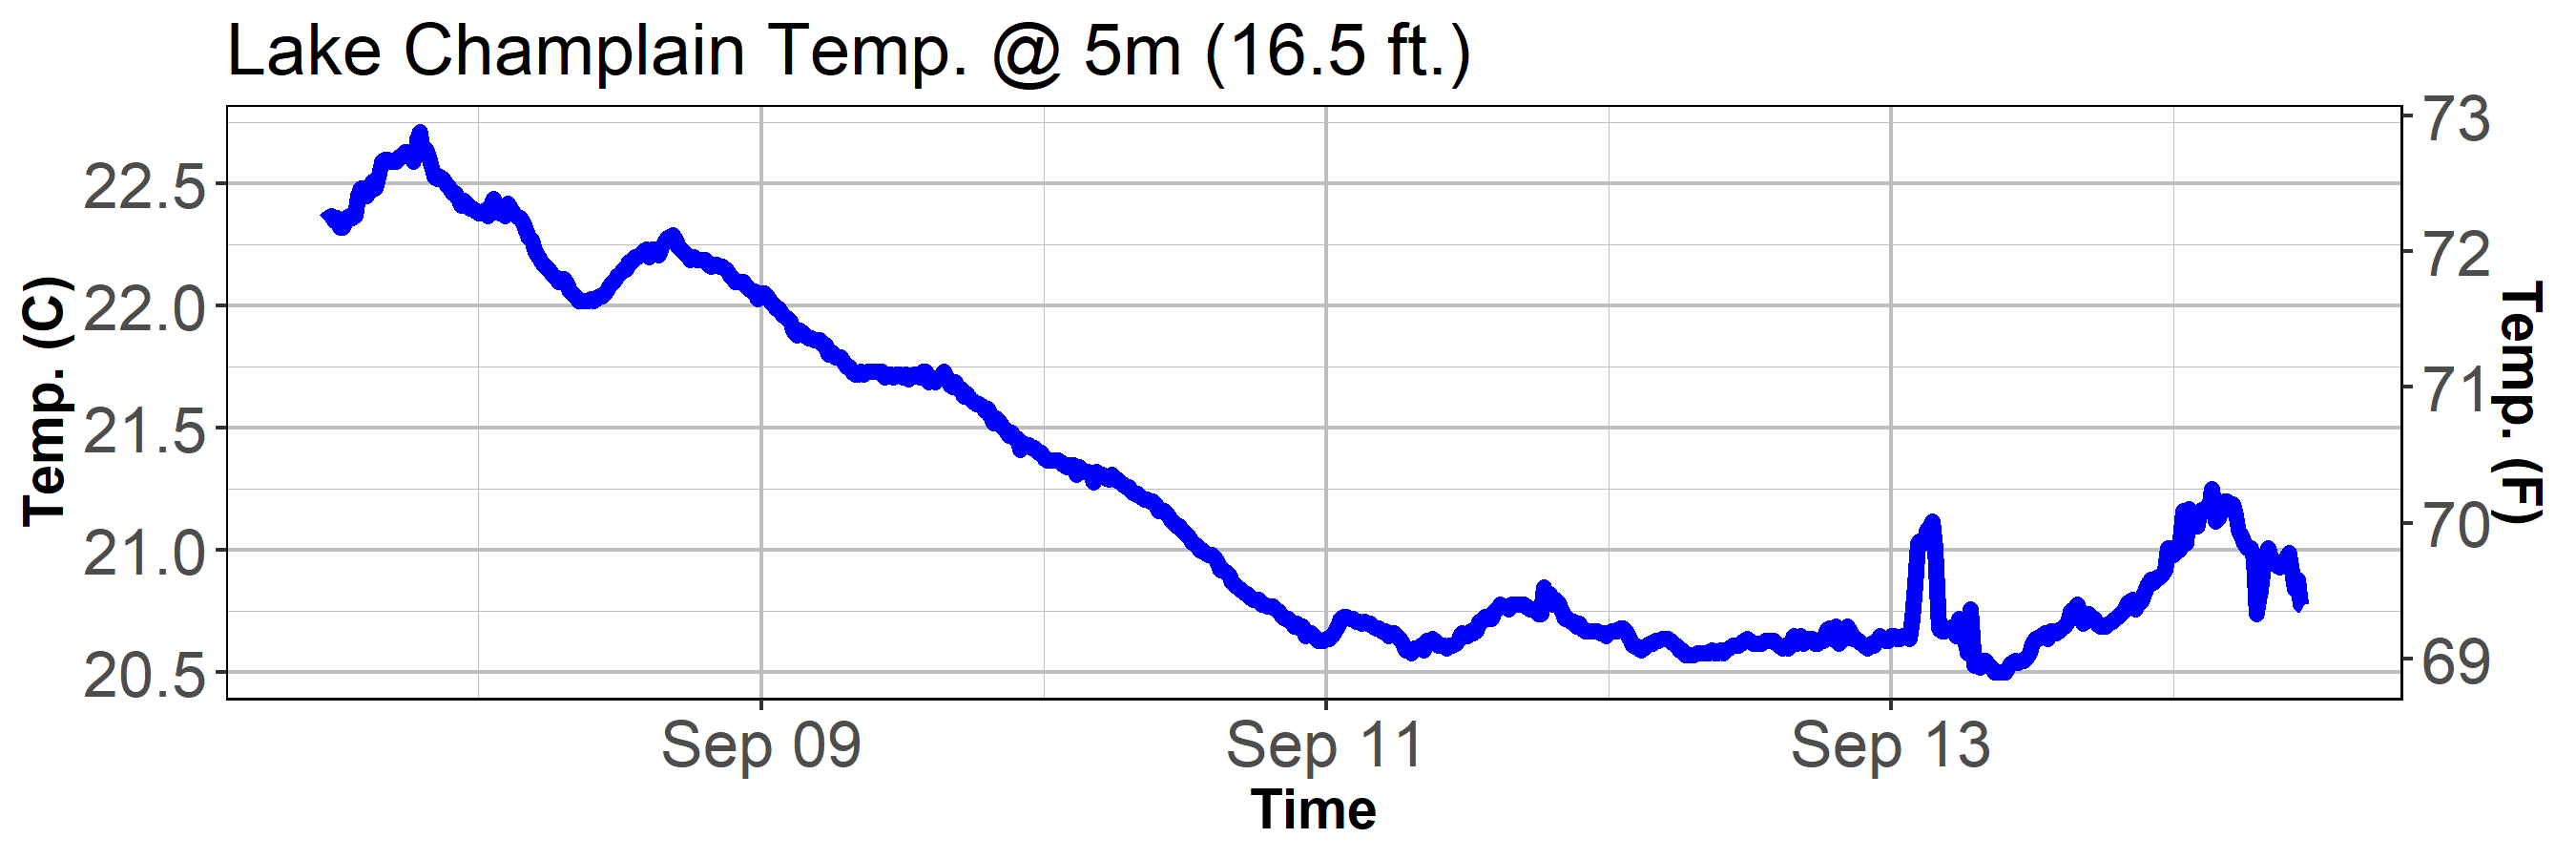 Lake Champlain Temp. @ 5m (16.5 ft.)
Temp. (C)
22.5
22.0
21.5
21.0
20.5
73
72
71
70
69
Temp. (F)
Sep 09 Sep 11 Sep 13
Time